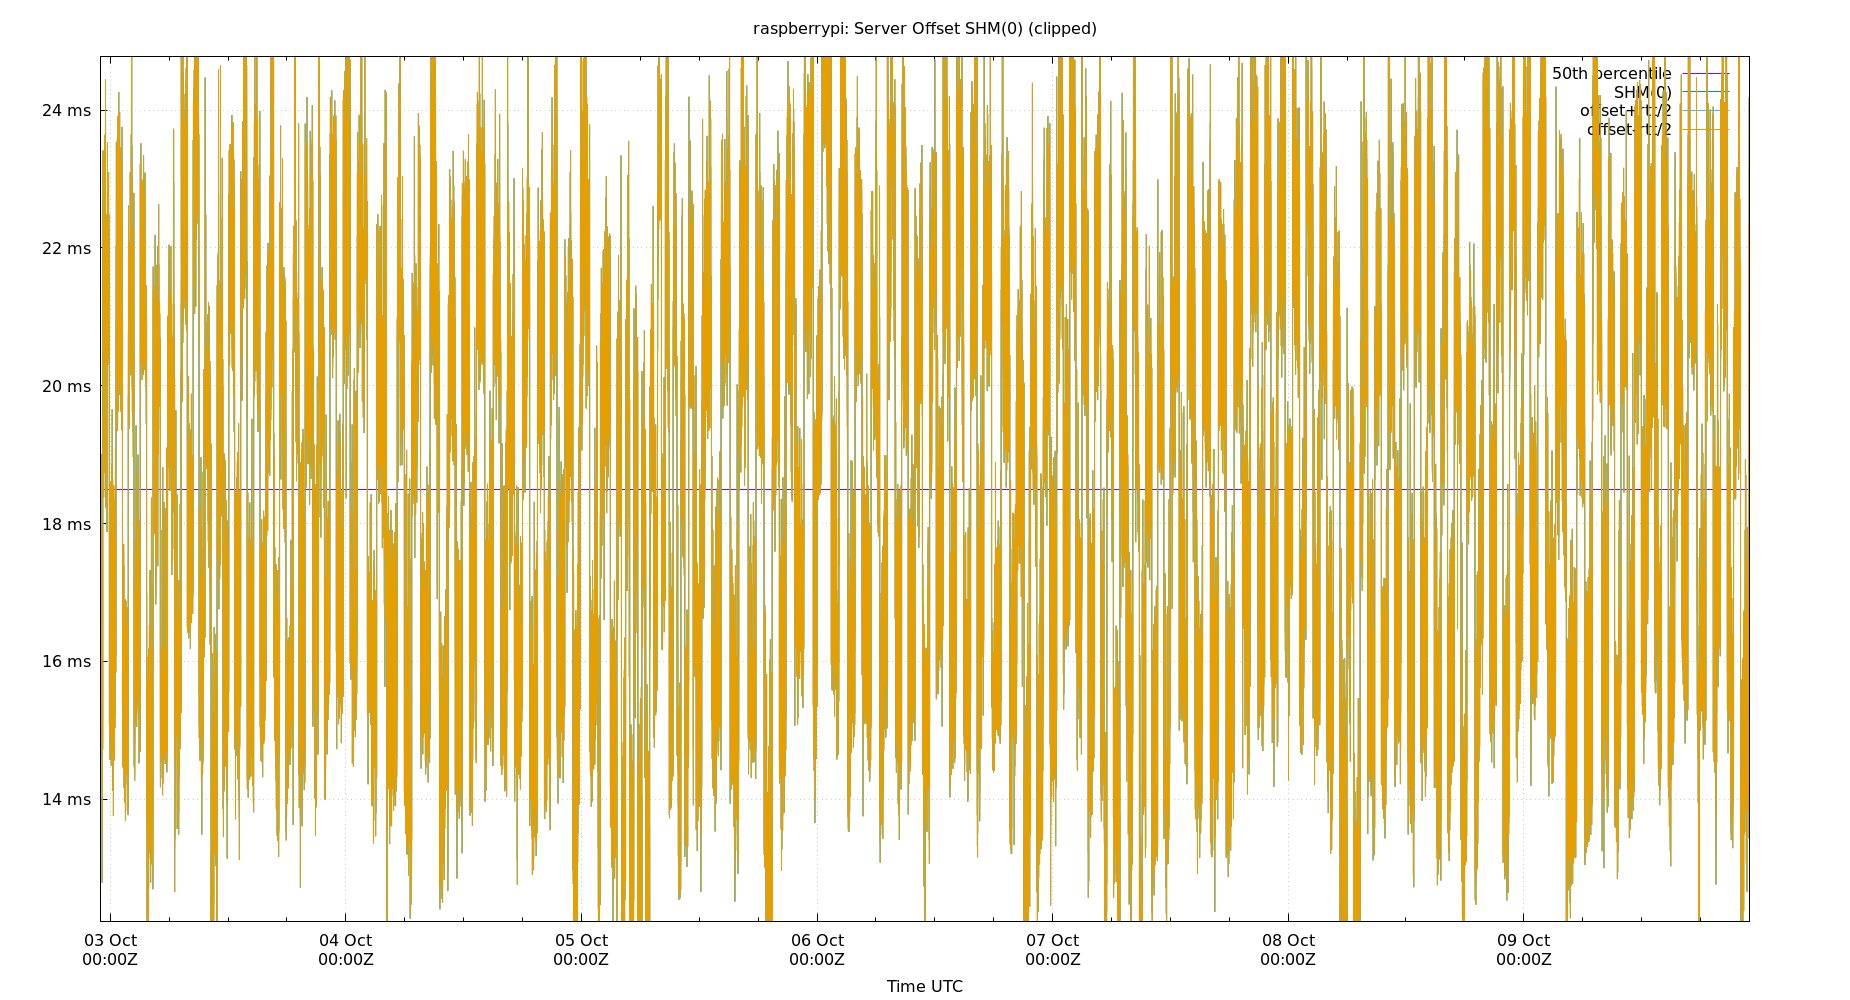 raspberrypi: Server Offset SHM(0) (clipped)
50th percentile
SHM(0)
offset+rtt/2
offset-rtt/2
24 ms
22 ms
20 ms
18 ms
16 ms
14 ms
03 Oct
00:00Z
04 Oct
00:00Z
05 Oct
00:00Z
06 Oct
00:00Z
07 Oct
00:00Z
08 Oct
00:00Z
09 Oct
00:00Z
Time UTC